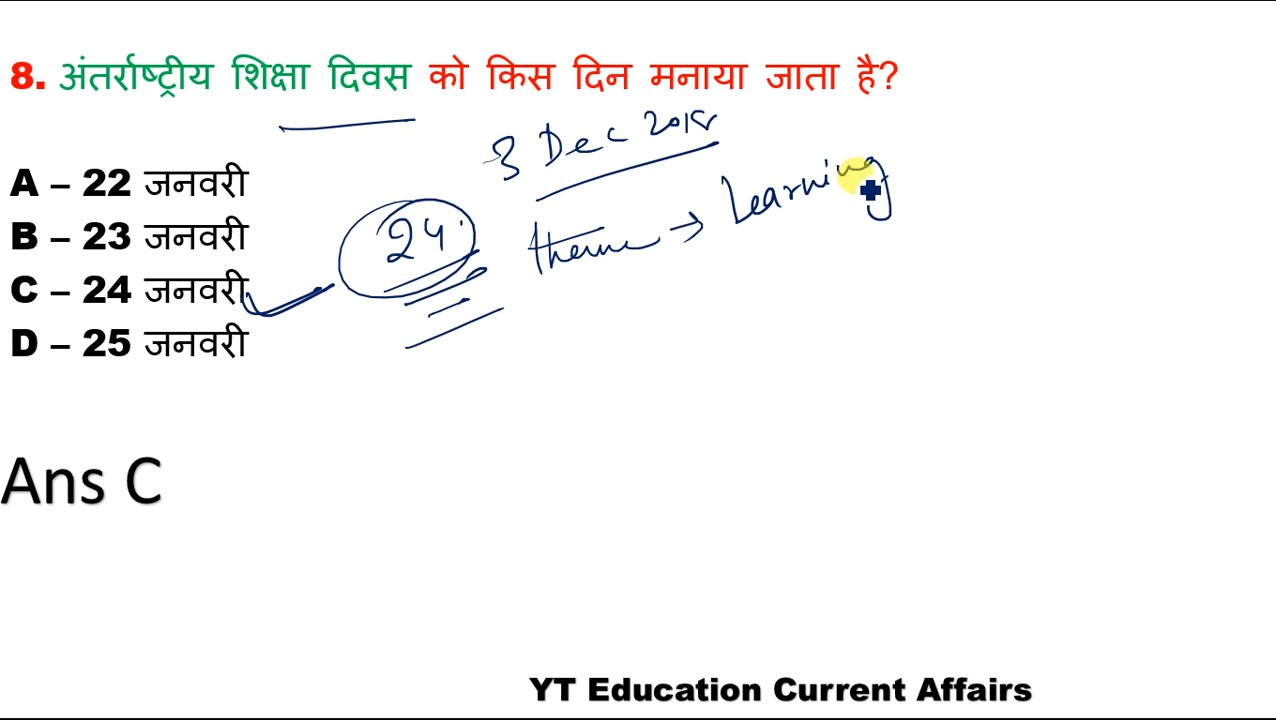 8. अंतर्राष्ट्रीय शिक्षा दिवस को किस दिन मनाया जाता है?
3 Dec 2018
theme → Learning
A – 22 जनवरी
B – 23 जनवरी
24
C – 24 जनवरी
D – 25 जनवरी
Ans C
YT Education Current Affairs